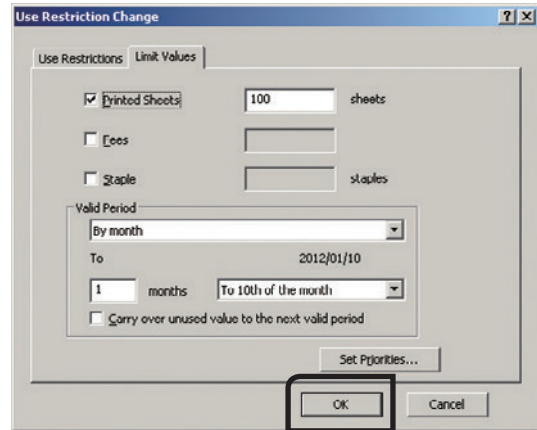 Use Restriction Change
Use Restrictions Limit Values
Printed Sheets 100 sheets
Fees
Staple staples
Valid Period
By month
To 2012/01/10
1 months To 10th of the month
Carry over unused value to the next valid period
Set Priorities...
OK Cancel